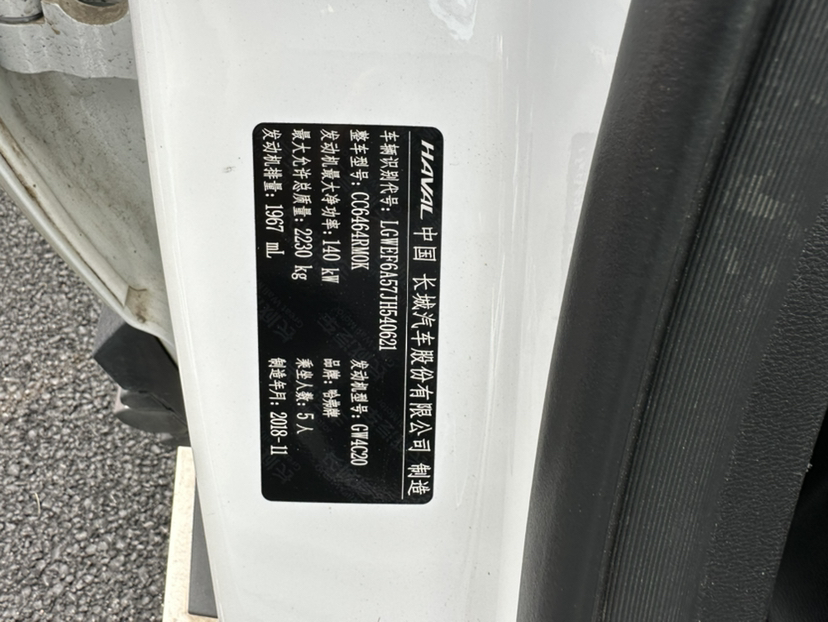 HAVAL 中国 长城汽车股份有限公司 制造
车辆识别代号: LGWEF6A57JH540621
整车型号: CC6464RM0K 发动机型号: GW4C20
发动机最大净功率: 140 kW 品牌: 哈弗牌
最大允许总质量: 2230 kg 乘坐人数: 5 人
发动机排量: 1967 mL 制造年月: 2018-11